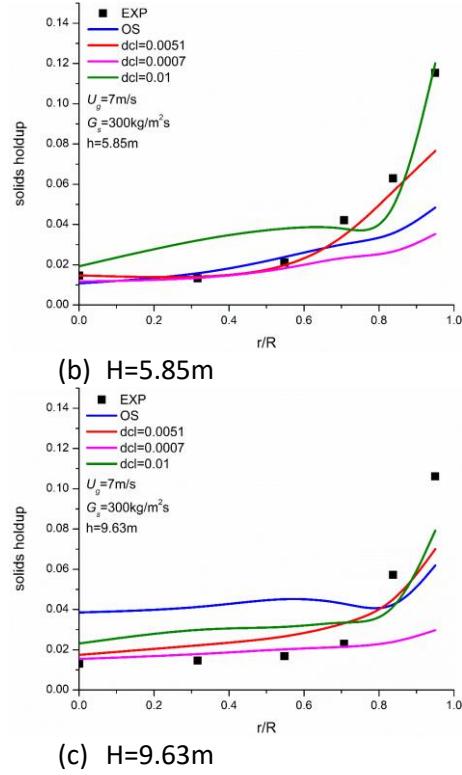 EXP
OS
dcl=0.0051
dcl=0.0007
dcl=0.01
U_g=7m/s
G_s=300kg/m²s
h=5.85m
solids holdup
0.14
0.12
0.10
0.08
0.06
0.04
0.02
0.00
0.0 0.2 0.4 0.6 0.8 1.0
r/R
(b) H=5.85m
EXP
OS
dcl=0.0051
dcl=0.0007
dcl=0.01
U_g=7m/s
G_s=300kg/m²s
h=9.63m
solids holdup
0.14
0.12
0.10
0.08
0.06
0.04
0.02
0.00
0.0 0.2 0.4 0.6 0.8 1.0
r/R
(c) H=9.63m